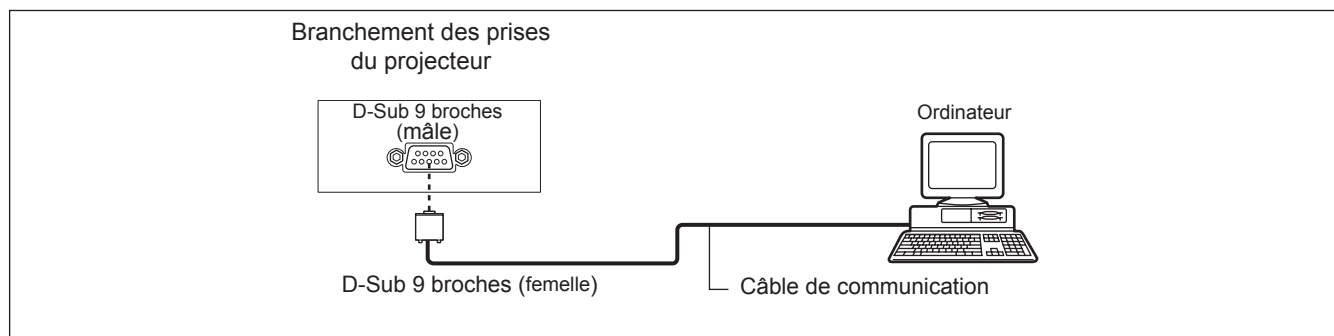 Branchement des prises
du projecteur
D-Sub 9 broches
(mâle)
Ordinateur
D-Sub 9 broches (femelle)
Câble de communication